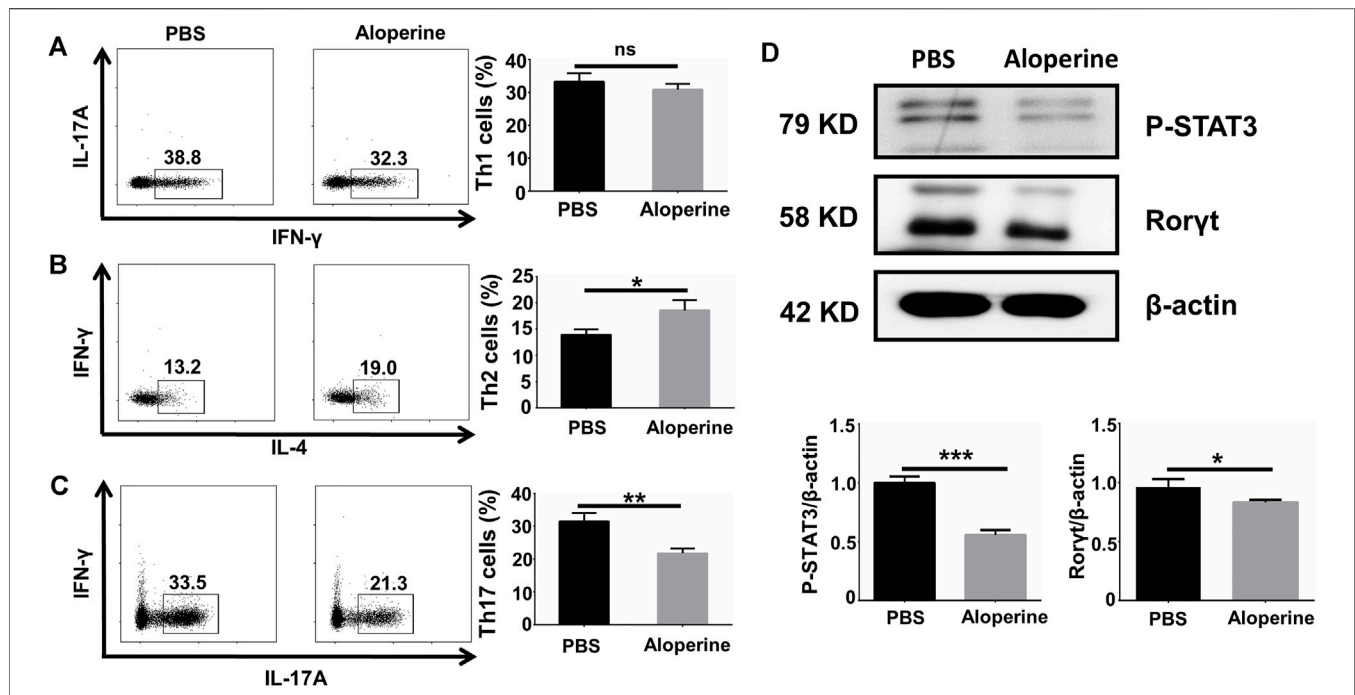 A
PBS
Aloperine
IL-17A
38.8
32.3
IFN-γ
Th1 cells (%)
40
30
20
10
0
ns
PBS
Aloperine
B
IFN-γ
13.2
19.0
IL-4
Th2 cells (%)
25
20
15
10
5
0
*
PBS
Aloperine
C
IFN-γ
33.5
21.3
IL-17A
Th17 cells (%)
40
30
20
10
0
**
PBS
Aloperine
D
PBS
Aloperine
79 KD
P-STAT3
58 KD
Rorγt
42 KD
β-actin
P-STAT3/β-actin
1.5
1.0
0.5
0
***
PBS
Aloperine
Rorγt/β-actin
1.5
1.0
0.5
0
*
PBS
Aloperine